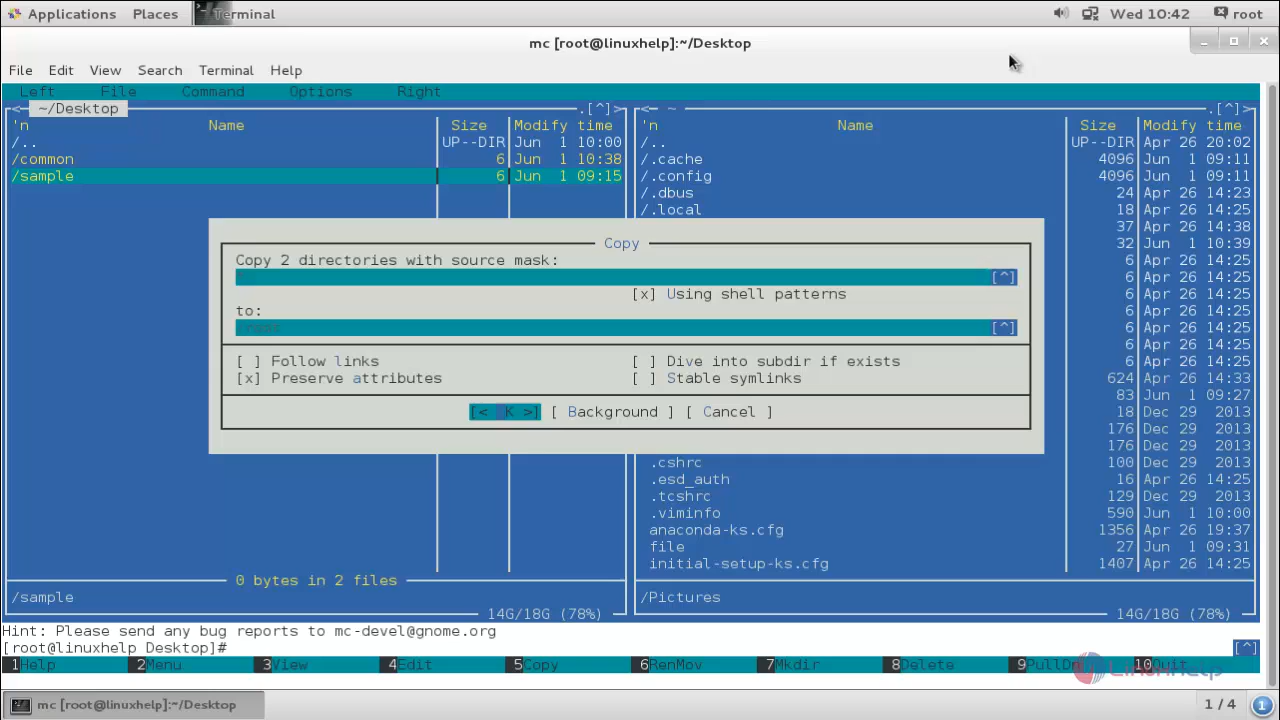 Applications Places Terminal Wed 10:42 root
mc [root@linuxhelp]:~/Desktop
File Edit View Search Terminal Help
Left File Command Options Right
<- ~/Desktop .[^]> <- ~ .[^]>
'n Name Size Modify time 'n Name Size Modify time
/.. UP--DIR Jun 1 10:00 /.. UP--DIR Apr 26 20:02
/common 6 Jun 1 10:38 /.cache 4096 Jun 1 09:11
/sample 6 Jun 1 09:15 /.config 4096 Jun 1 09:11
/.dbus 24 Apr 26 14:23
/.local 18 Apr 26 14:25
37 Apr 26 14:38
Copy 32 Jun 1 10:39
Copy 2 directories with source mask: 6 Apr 26 14:25
[^] 6 Apr 26 14:25
[x] Using shell patterns 6 Apr 26 14:25
to: 6 Apr 26 14:25
[^] 6 Apr 26 14:25
6 Apr 26 14:25
[ ] Follow links [ ] Dive into subdir if exists 6 Apr 26 14:25
[x] Preserve attributes [ ] Stable symlinks 624 Apr 26 14:33
83 Jun 1 09:27
[< K >] [ Background ] [ Cancel ] 18 Dec 29 2013
176 Dec 29 2013
176 Dec 29 2013
.cshrc 100 Dec 29 2013
.esd_auth 16 Apr 26 14:25
.tcshrc 129 Dec 29 2013
.viminfo 590 Jun 1 10:00
anaconda-ks.cfg 1356 Apr 26 19:37
file 27 Jun 1 09:31
initial-setup-ks.cfg 1407 Apr 26 14:25
0 bytes in 2 files
/sample /Pictures
14G/18G (78%) 14G/18G (78%)
Hint: Please send any bug reports to mc-devel@gnome.org
[root@linuxhelp Desktop]# [^]
1Help 2Menu 3View 4Edit 5Copy 6RenMov 7Mkdir 8Delete 9PullDn 10Quit
LinuxHelp
mc [root@linuxhelp]:~/Desktop 1 / 4 1